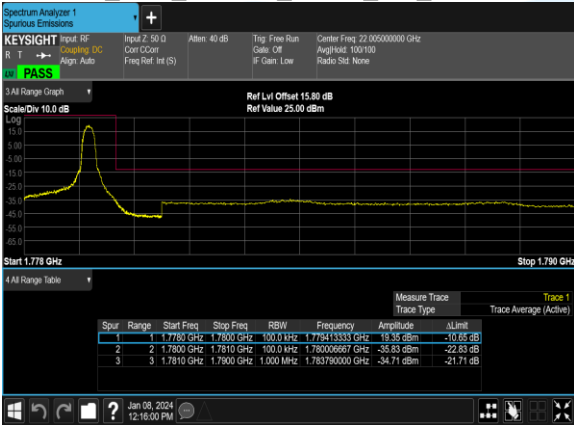 Spectrum Analyzer 1
Spurious Emissions
+
KEYSIGHT Input: RF Input Z: 50 Ω Atten: 40 dB Trig: Free Run Center Freq: 22.005000000 GHz
R T Coupling: DC Corr CCorr Gate: Off Avg|Hold: 100/100
Align: Auto Freq Ref: Int (S) IF Gain: Low Radio Std: None
LW PASS
3 All Range Graph
Ref Lvl Offset 15.80 dB
Scale/Div 10.0 dB Ref Value 25.00 dBm
Log
15.0
5.00
-5.00
-15.0
-25.0
-35.0
-45.0
-55.0
-65.0
Start 1.778 GHz Stop 1.790 GHz
4 All Range Table
Measure Trace Trace 1
Trace Type Trace Average (Active)
Spur Range Start Freq Stop Freq RBW Frequency Amplitude ΔLimit
1 1 1.7780 GHz 1.7800 GHz 100.0 kHz 1.779413333 GHz 19.35 dBm -10.65 dB
2 2 1.7800 GHz 1.7810 GHz 100.0 kHz 1.780006667 GHz -35.83 dBm -22.83 dB
3 3 1.7810 GHz 1.7900 GHz 1.000 MHz 1.783790000 GHz -34.71 dBm -21.71 dB
? Jan 08, 2024
12:16:00 PM